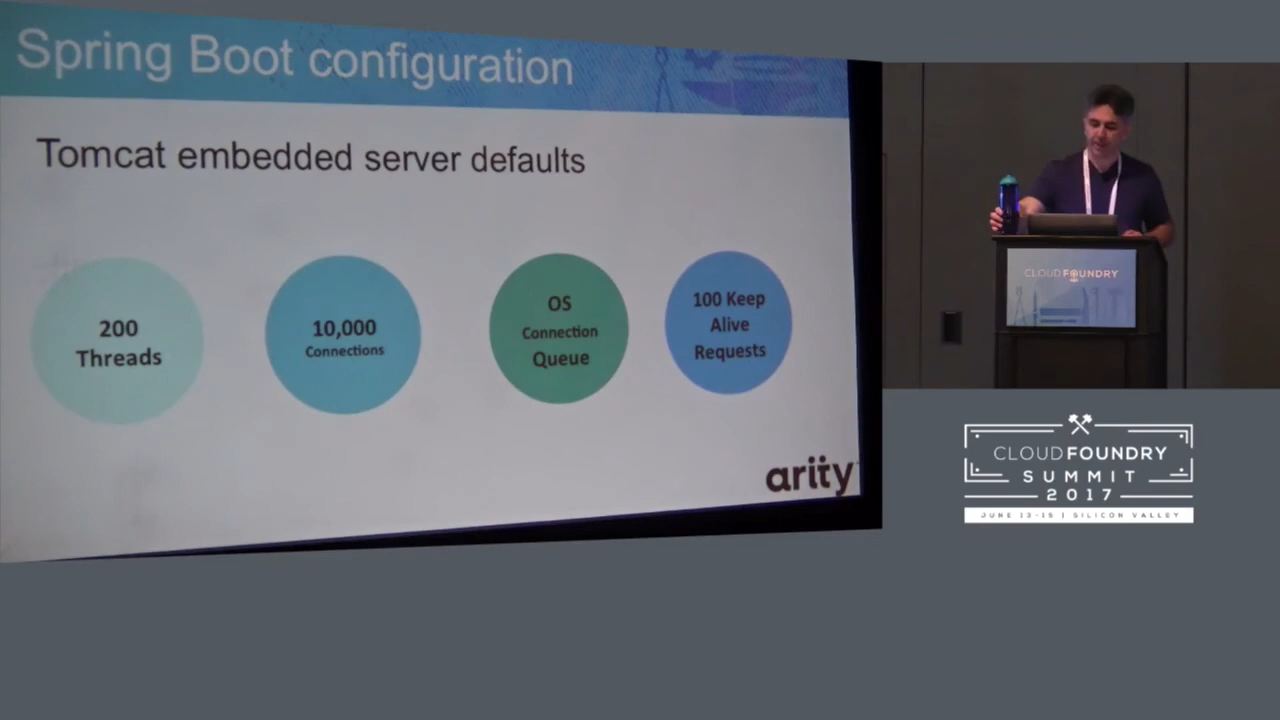 Spring Boot configuration
Tomcat embedded server defaults
200
Threads
10,000
Connections
OS
Connection
Queue
100 Keep
Alive
Requests
arity
CLOUD FOUNDRY
CLOUD FOUNDRY
SUMMIT
2017
JUNE 13-15 | SILICON VALLEY